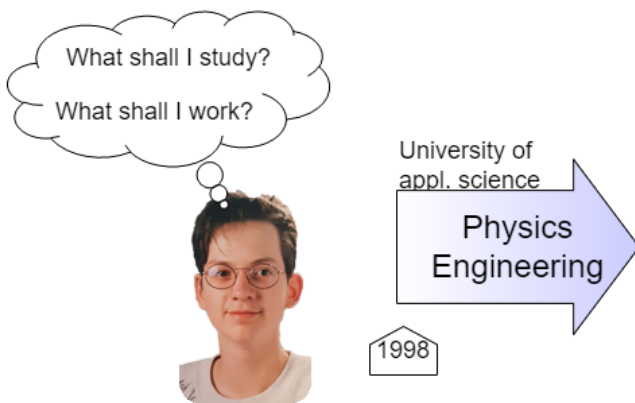 What shall I study?
What shall I work?
University of
appl. science
Physics
Engineering
1998